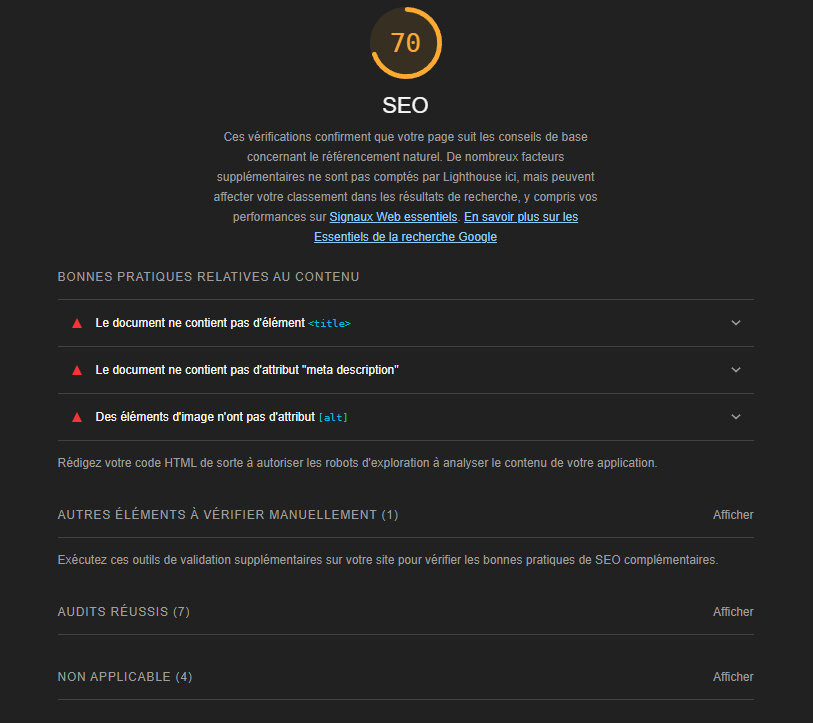 70
SEO
Ces vérifications confirment que votre page suit les conseils de base
concernant le référencement naturel. De nombreux facteurs
supplémentaires ne sont pas comptés par Lighthouse ici, mais peuvent
affecter votre classement dans les résultats de recherche, y compris vos
performances sur Signaux Web essentiels. En savoir plus sur les
Essentiels de la recherche Google
BONNES PRATIQUES RELATIVES AU CONTENU
Le document ne contient pas d'élément <title>
Le document ne contient pas d'attribut "meta description"
Des éléments d'image n'ont pas d'attribut [alt]
Rédigez votre code HTML de sorte à autoriser les robots d'exploration à analyser le contenu de votre application.
AUTRES ÉLÉMENTS À VÉRIFIER MANUELLEMENT (1) Afficher
Exécutez ces outils de validation supplémentaires sur votre site pour vérifier les bonnes pratiques de SEO complémentaires.
AUDITS RÉUSSIS (7) Afficher
NON APPLICABLE (4) Afficher